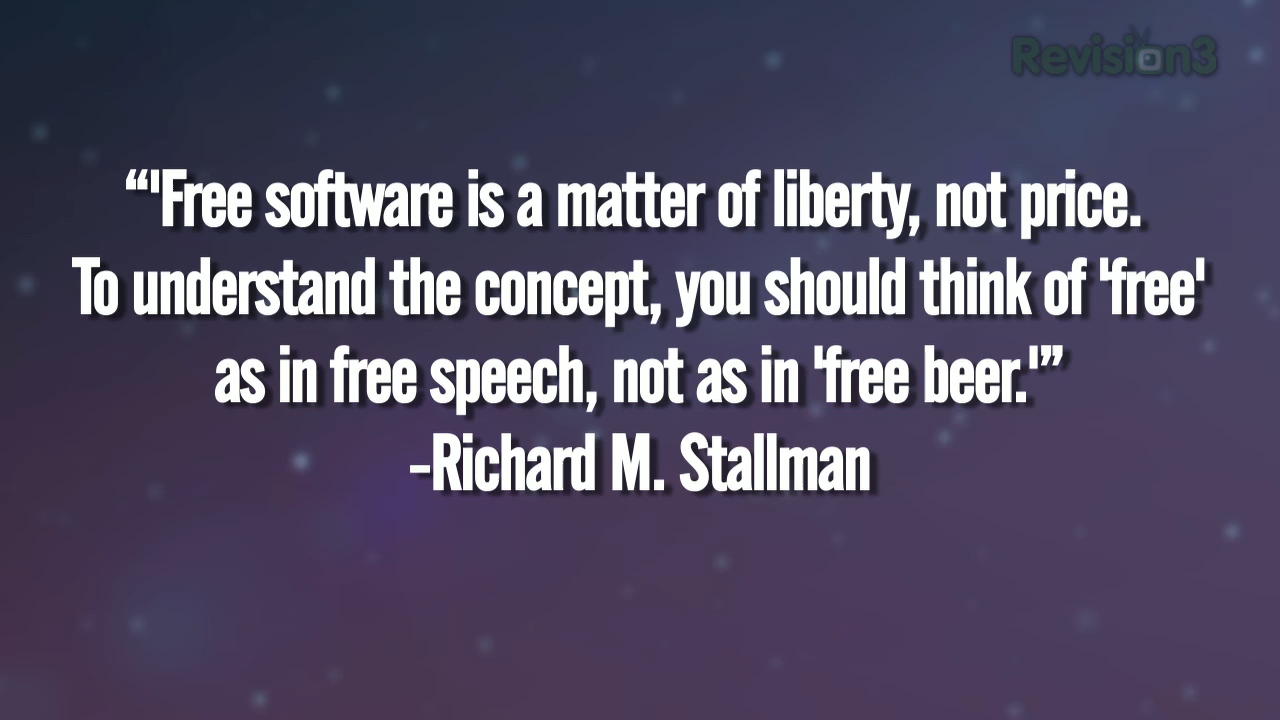 Revision3
“'Free software is a matter of liberty, not price.
To understand the concept, you should think of 'free'
as in free speech, not as in 'free beer.'”
-Richard M. Stallman